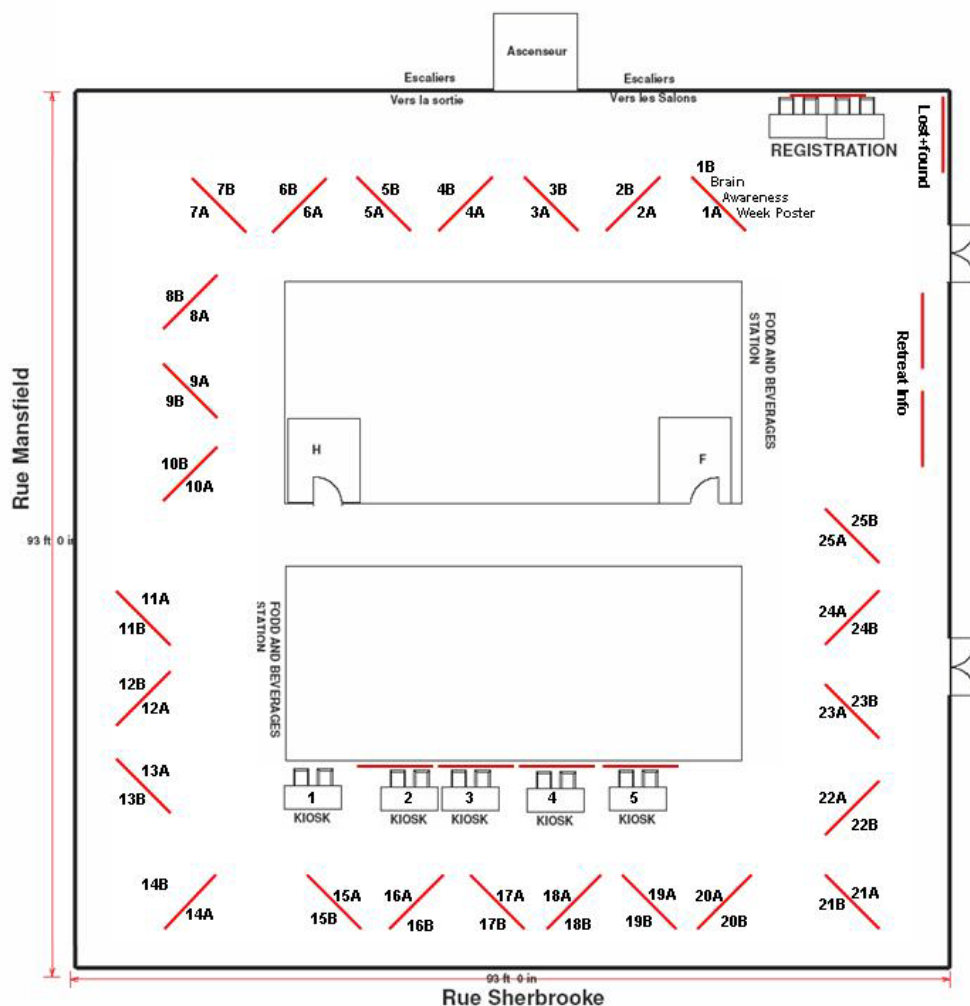 Ascenseur
Escaliers
Vers la sortie
Escaliers
Vers les Salons
REGISTRATION
Lost+found
1B
Brain
Awareness
1A
Week Poster
7B
7A
6B
6A
5B
5A
4B
4A
3B
3A
2B
2A
8B
8A
9A
9B
10B
10A
FODD AND BEVERAGES
STATION
Retreat Info
H
F
Rue Mansfield
93 ft 0 in
25B
25A
11A
11B
12B
12A
13A
13B
FODD AND BEVERAGES
STATION
24A
24B
23B
23A
22A
22B
1
KIOSK
2
KIOSK
3
KIOSK
4
KIOSK
5
KIOSK
14B
14A
15A
15B
16A
16B
17A
17B
18A
18B
19A
19B
20A
20B
21A
21B
93 ft 0 in
Rue Sherbrooke